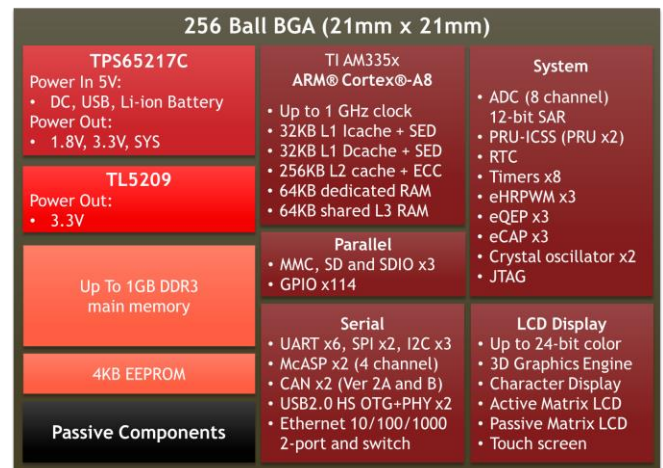 256 Ball BGA (21mm x 21mm)
TPS65217C
Power In 5V:
• DC, USB, Li-ion Battery
Power Out:
• 1.8V, 3.3V, SYS
TL5209
Power Out:
• 3.3V
Up To 1GB DDR3
main memory
4KB EEPROM
Passive Components
TI AM335x
ARM® Cortex®-A8
• Up to 1 GHz clock
• 32KB L1 Icache + SED
• 32KB L1 Dcache + SED
• 256KB L2 cache + ECC
• 64KB dedicated RAM
• 64KB shared L3 RAM
Parallel
• MMC, SD and SDIO x3
• GPIO x114
Serial
• UART x6, SPI x2, I2C x3
• McASP x2 (4 channel)
• CAN x2 (Ver 2A and B)
• USB2.0 HS OTG+PHY x2
• Ethernet 10/100/1000
2-port and switch
System
• ADC (8 channel)
12-bit SAR
• PRU-ICSS (PRU x2)
• RTC
• Timers x8
• eHRPWM x3
• eQEP x3
• eCAP x3
• Crystal oscillator x2
• JTAG
LCD Display
• Up to 24-bit color
• 3D Graphics Engine
• Character Display
• Active Matrix LCD
• Passive Matrix LCD
• Touch screen